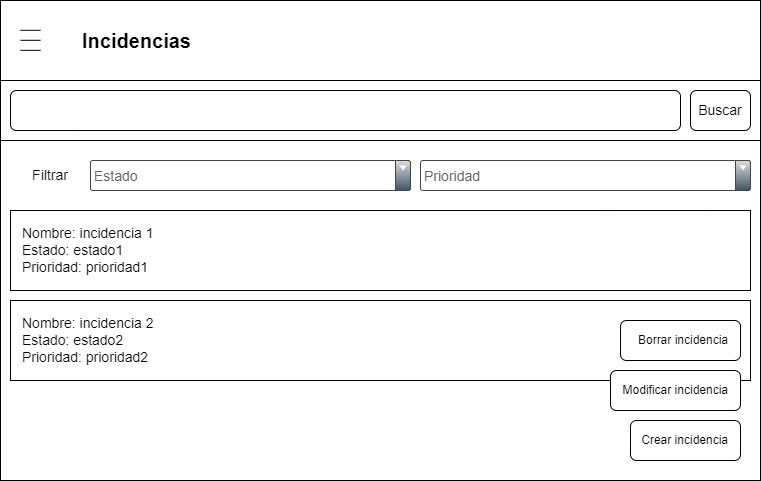 Incidencias
Buscar
Filtrar
Estado
Prioridad
Nombre: incidencia 1
Estado: estado1
Prioridad: prioridad1
Nombre: incidencia 2
Estado: estado2
Prioridad: prioridad2
Borrar incidencia
Modificar incidencia
Crear incidencia